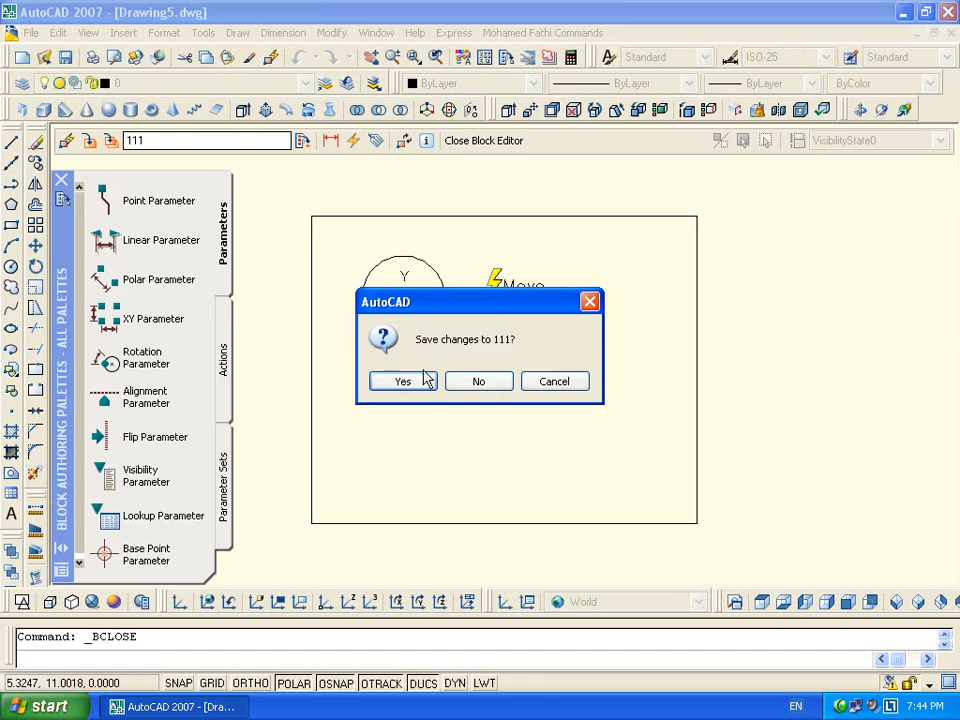 AutoCAD 2007 - [Drawing5.dwg]
File Edit View Insert Format Tools Draw Dimension Modify Window Help Express Mohamed Fathi Commands
Standard ISO-25 Standard
0 ByLayer ByLayer ByLayer ByColor
111 Close Block Editor VisibilityState0
Point Parameter
Linear Parameter
Polar Parameter
XY Parameter
Rotation
Parameter
Alignment
Parameter
Flip Parameter
Visibility
Parameter
Lookup Parameter
Base Point
Parameter
Parameters
Actions
Parameter Sets
BLOCK AUTHORING PALETTES - ALL PALETTES
Y
Move
AutoCAD
Save changes to 111?
Yes No Cancel
World
Command: _BCLOSE
5.3247, 11.0018, 0.0000 SNAP GRID ORTHO POLAR OSNAP OTRACK DUCS DYN LWT
start AutoCAD 2007 - [Dra... EN 7:44 PM